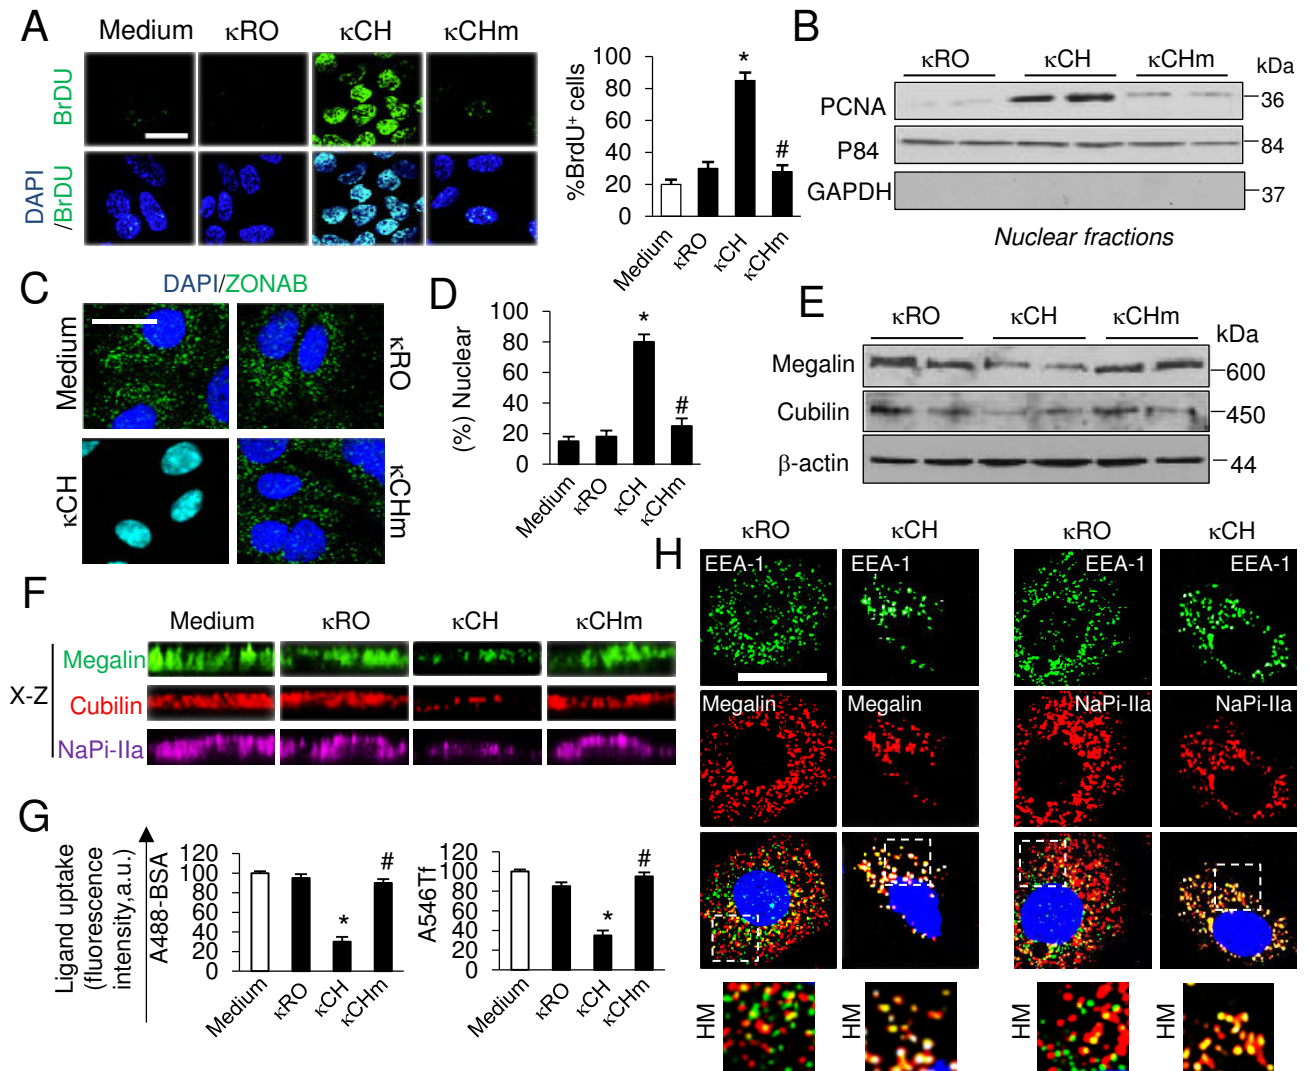 A
Medium κRO κCH κCHm
BrDU
DAPI
/BrDU
%BrdU+ cells
100
80
60
40
20
0
*
#
Medium
κRO
κCH
κCHm
B
κRO κCH κCHm
kDa
PCNA 36
P84 84
GAPDH 37
Nuclear fractions
C
DAPI/ZONAB
Medium
κRO
κCH
κCHm
D
(%) Nuclear
100
80
60
40
20
0
*
#
Medium
κRO
κCH
κCHm
E
κRO κCH κCHm
kDa
Megalin 600
Cubilin 450
β-actin 44
F
Medium κRO κCH κCHm
X-Z
Megalin
Cubilin
NaPi-IIa
G
Ligand uptake
(fluorescence
intensity,a.u.)
A488-BSA
120
100
80
60
40
20
0
*
#
Medium
κRO
κCH
κCHm
A546Tf
120
100
80
60
40
20
0
*
#
Medium
κRO
κCH
κCHm
H
κRO κCH κRO κCH
EEA-1 EEA-1 EEA-1 EEA-1
Megalin Megalin NaPi-IIa NaPi-IIa
HM HM HM HM